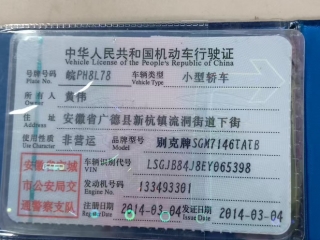 中华人民共和国机动车行驶证
Vehicle License of the People's Republic of China
号牌号码 皖PH8L78 车辆类型 小型轿车
Plate No. Vehicle Type
所有人 黄伟
Owner
住址 安徽省广德县新杭镇流洞街道下街
Address
使用性质 非营运 品牌型号 别克牌SGM7146TATB
Use Character Model
安徽省宣城 车辆识别代号 LSGJB84J8EY065398
VIN
市公安局交 发动机号码 133493301
Engine No.
通警察支队 注册日期 2014-03-04 发证日期 2014-03-04
Register Date Issue Date